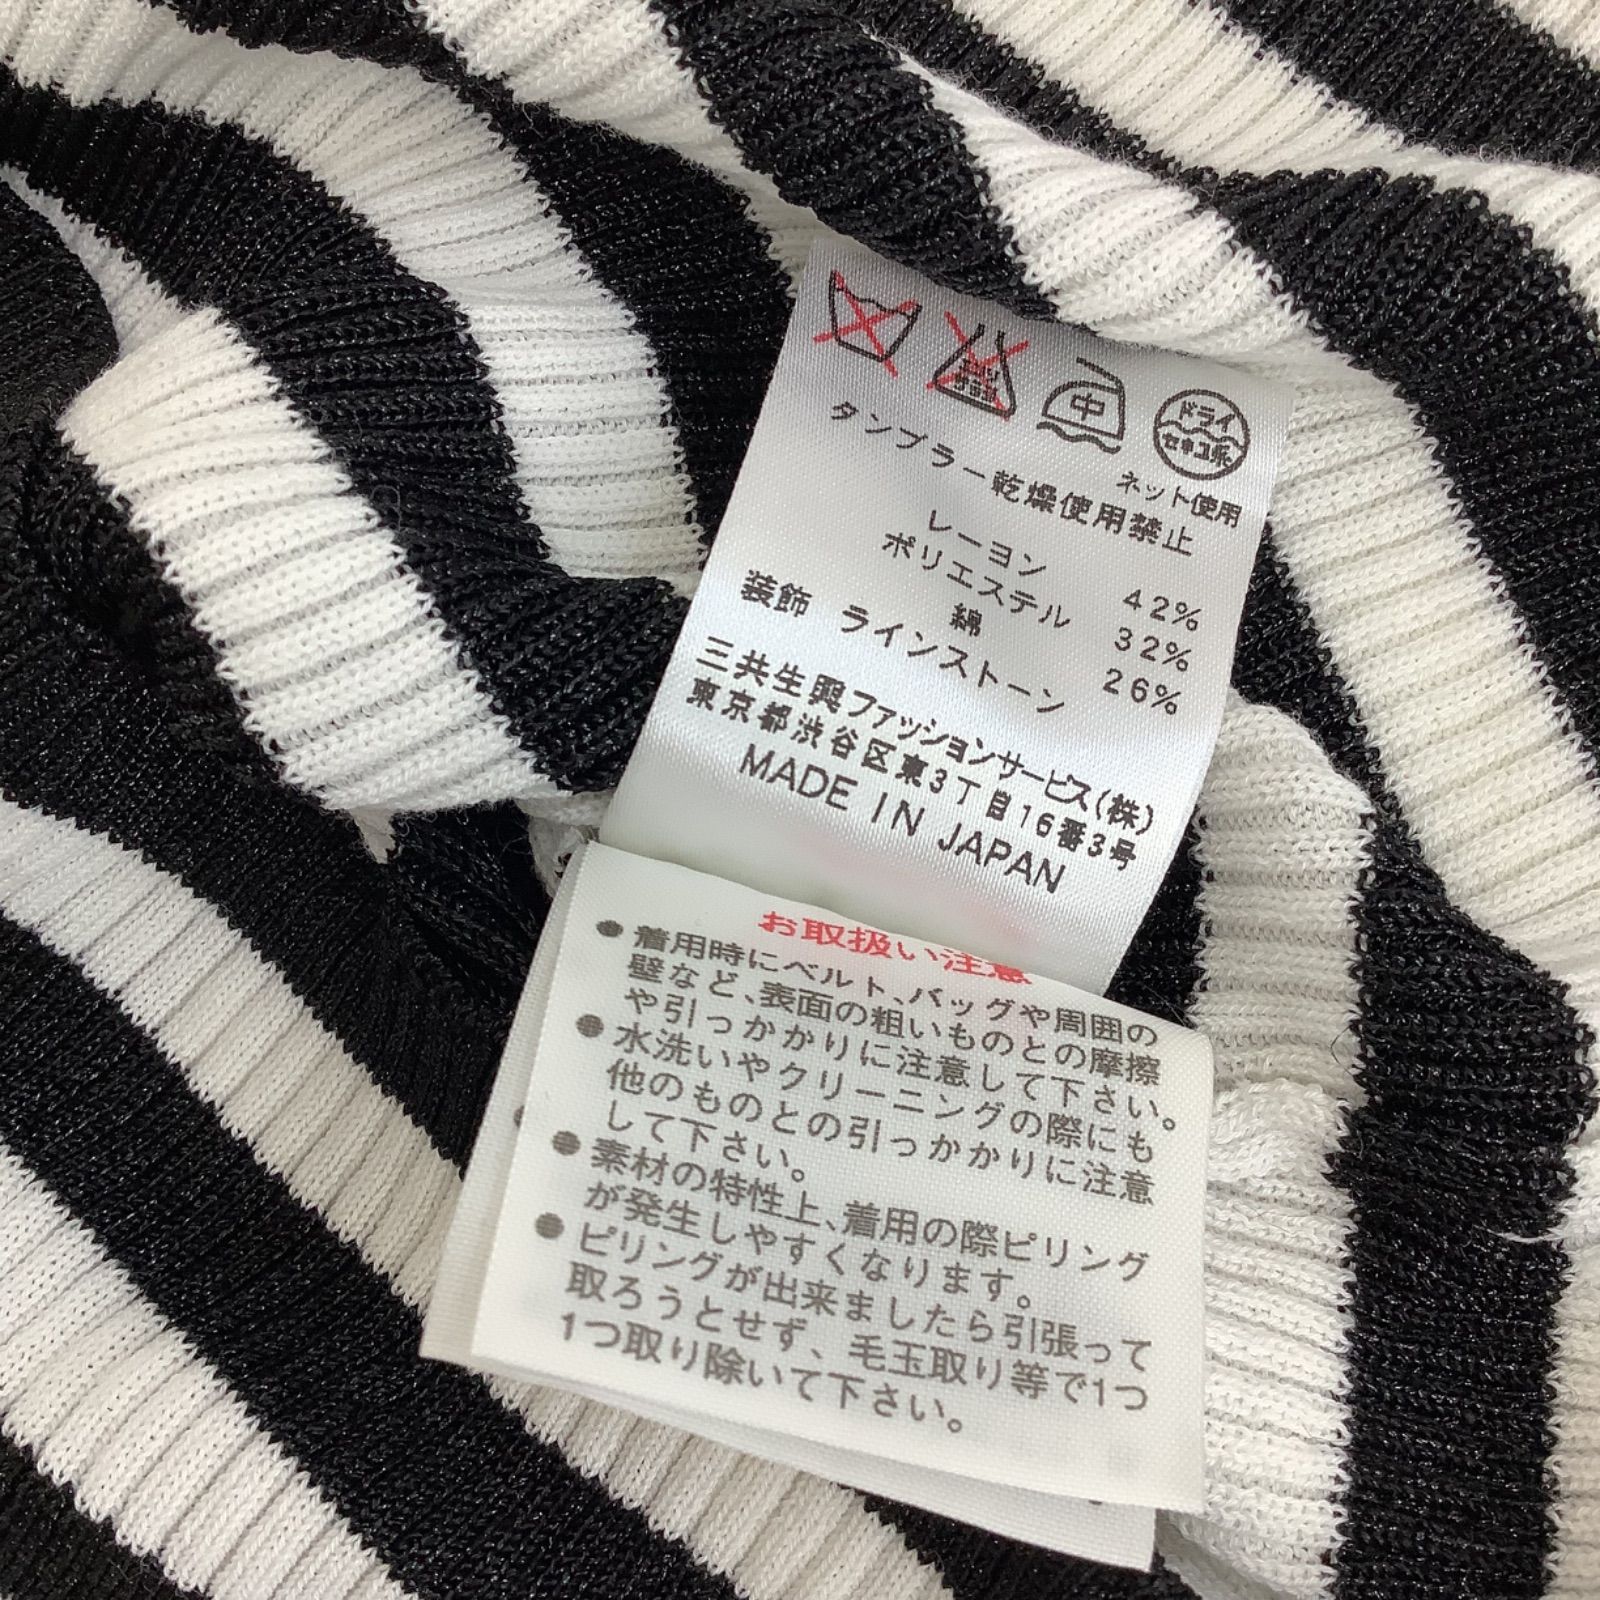 中
ドライ
セキユ系
ネット使用
タンブラー乾燥使用禁止
レーヨン 42%
ポリエステル 32%
綿 26%
装飾 ラインストーン
三共生興ファッションサービス(株)
東京都渋谷区東3丁目16番3号
MADE IN JAPAN
お取扱い注意
●着用時にベルト、バッグや周囲の
壁など、表面の粗いものとの摩擦
や引っかかりに注意して下さい。
●水洗いやクリーニングの際にも
他のものとの引っかかりに注意
して下さい。
●素材の特性上、着用の際ピリング
が発生しやすくなります。
●ピリングが出来ましたら引張って
取ろうとせず、毛玉取り等で1つ
1つ取り除いて下さい。